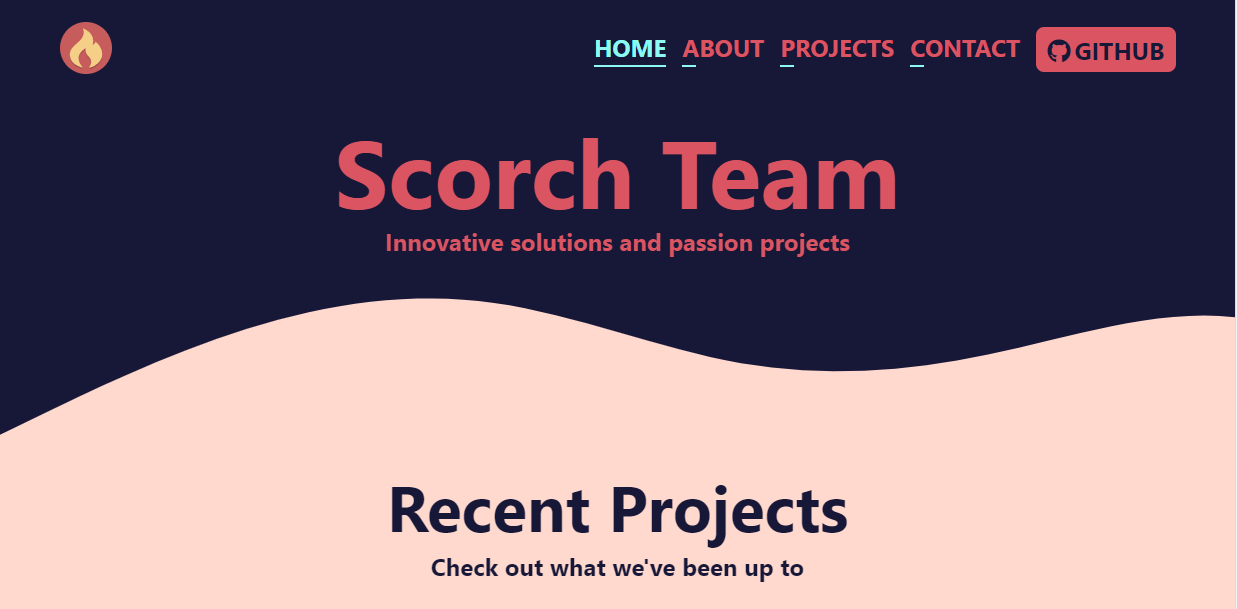 HOME ABOUT PROJECTS CONTACT GITHUB
Scorch Team
Innovative solutions and passion projects
Recent Projects
Check out what we've been up to